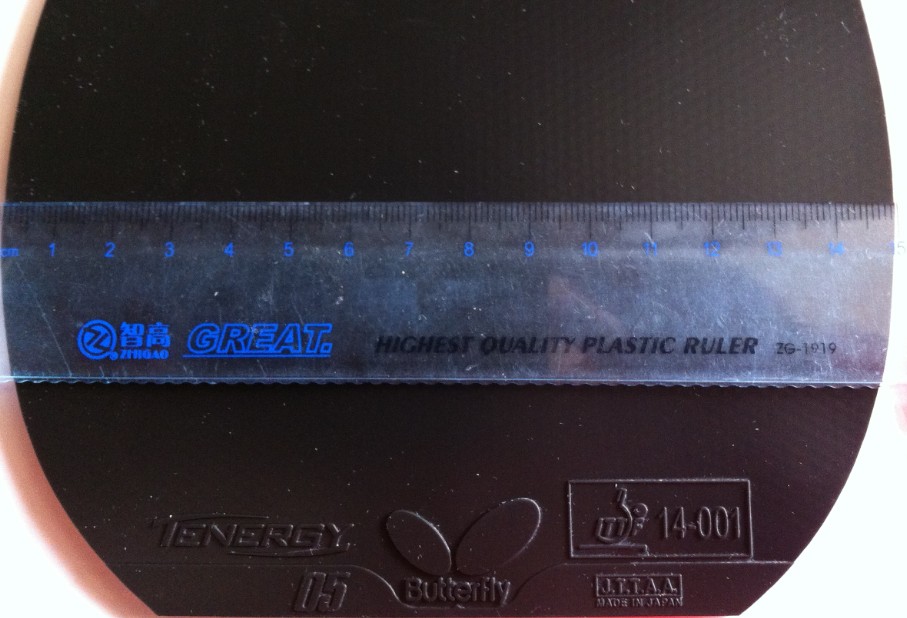 cm 1 2 3 4 5 6 7 8 9 10 11 12 13 14 15
Z 智高 ZHIGAO GREAT. HIGHEST QUALITY PLASTIC RULER ZG-1919
TENERGY
05
Butterfly
ittf 14-001
J.T.T.A.A.
MADE IN JAPAN